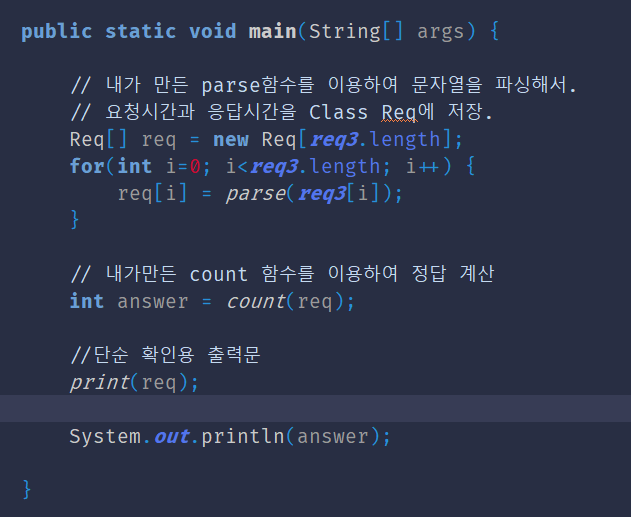 public static void main(String[] args) {
// 내가 만든 parse함수를 이용하여 문자열을 파싱해서.
// 요청시간과 응답시간을 Class Req에 저장.
Req[] req = new Req[req3.length];
for(int i=0; i<req3.length; i++) {
req[i] = parse(req3[i]);
}
// 내가만든 count 함수를 이용하여 정답 계산
int answer = count(req);
//단순 확인용 출력문
print(req);
System.out.println(answer);
}